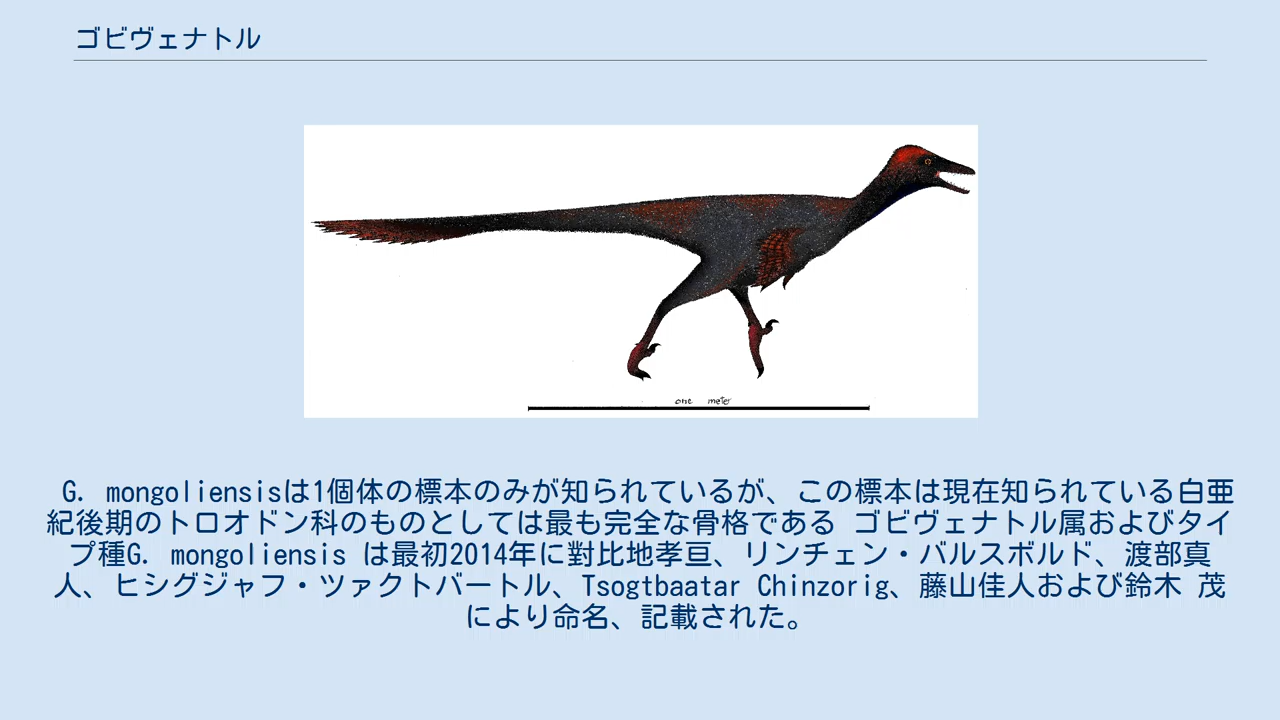 ゴビヴェナトル
one meter
G. mongoliensisは1個体の標本のみが知られているが、この標本は現在知られている白亜
紀後期のトロオドン科のものとしては最も完全な骨格である ゴビヴェナトル属およびタイ
プ種G. mongoliensis は最初2014年に對比地孝亘、リンチェン・バルスボルド、渡部真
人、ヒシグジャフ・ツァクトバートル、Tsogtbaatar Chinzorig、藤山佳人および鈴木 茂
により命名、記載された。